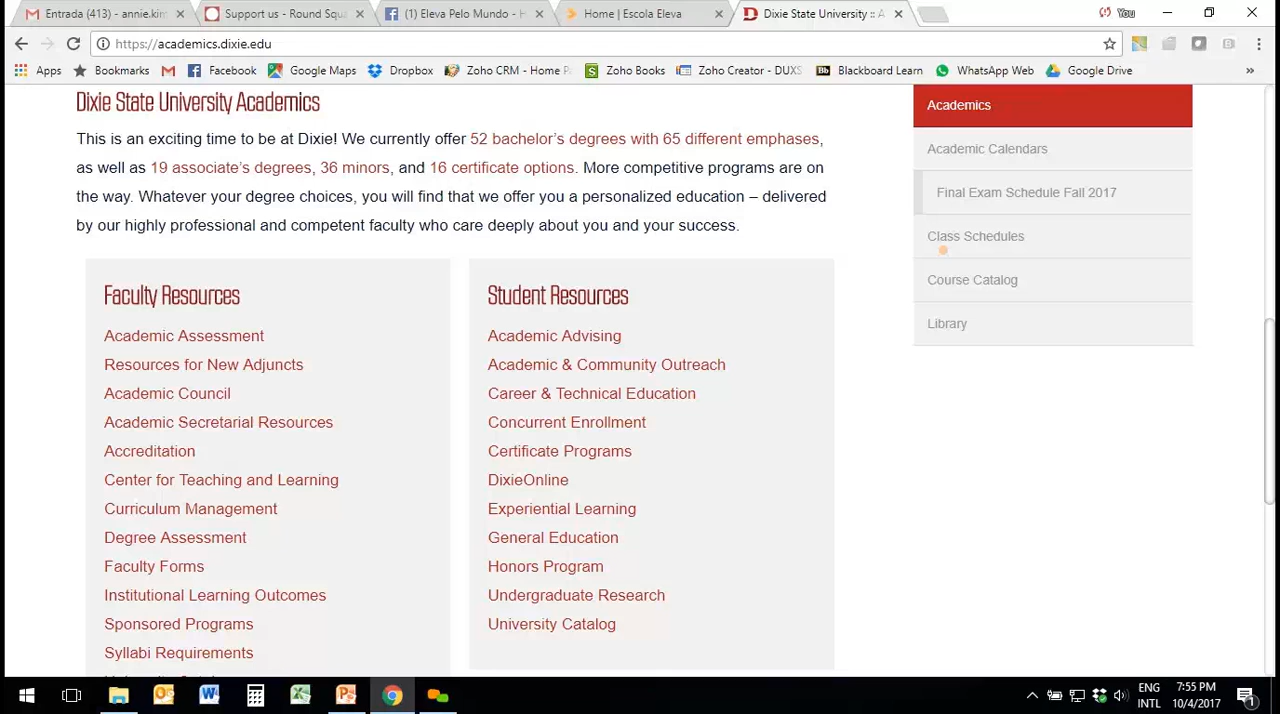 Entrada (413) - annie.kim
Support us - Round Squa
(1) Eleva Pelo Mundo - H
Home | Escola Eleva
Dixie State University :: A
You
https://academics.dixie.edu
Apps
Bookmarks
Facebook
Google Maps
Dropbox
Zoho CRM - Home P
Zoho Books
Zoho Creator - DUXS
Bb
Blackboard Learn
WhatsApp Web
Google Drive
»
Dixie State University Academics
This is an exciting time to be at Dixie! We currently offer 52 bachelor's degrees with 65 different emphases,
as well as 19 associate's degrees, 36 minors, and 16 certificate options. More competitive programs are on
the way. Whatever your degree choices, you will find that we offer you a personalized education – delivered
by our highly professional and competent faculty who care deeply about you and your success.
Faculty Resources
Academic Assessment
Resources for New Adjuncts
Academic Council
Academic Secretarial Resources
Accreditation
Center for Teaching and Learning
Curriculum Management
Degree Assessment
Faculty Forms
Institutional Learning Outcomes
Sponsored Programs
Syllabi Requirements
Student Resources
Academic Advising
Academic & Community Outreach
Career & Technical Education
Concurrent Enrollment
Certificate Programs
DixieOnline
Experiential Learning
General Education
Honors Program
Undergraduate Research
University Catalog
Academics
Academic Calendars
Final Exam Schedule Fall 2017
Class Schedules
Course Catalog
Library
ENG
INTL
7:55 PM
10/4/2017
1